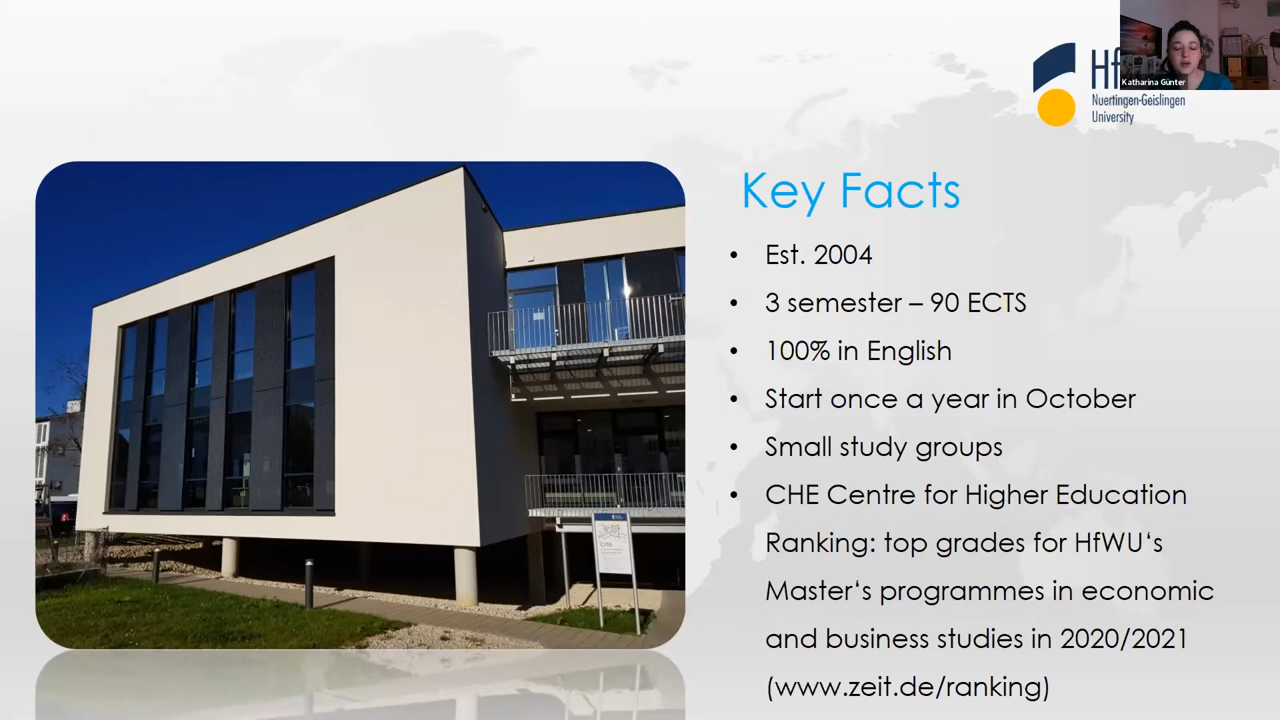 Hf
Katharina Günter
Nuertingen-Geislingen
University
Key Facts
• Est. 2004
• 3 semester – 90 ECTS
• 100% in English
• Start once a year in October
• Small study groups
• CHE Centre for Higher Education
Ranking: top grades for HfWU‘s
Master‘s programmes in economic
and business studies in 2020/2021
(www.zeit.de/ranking)